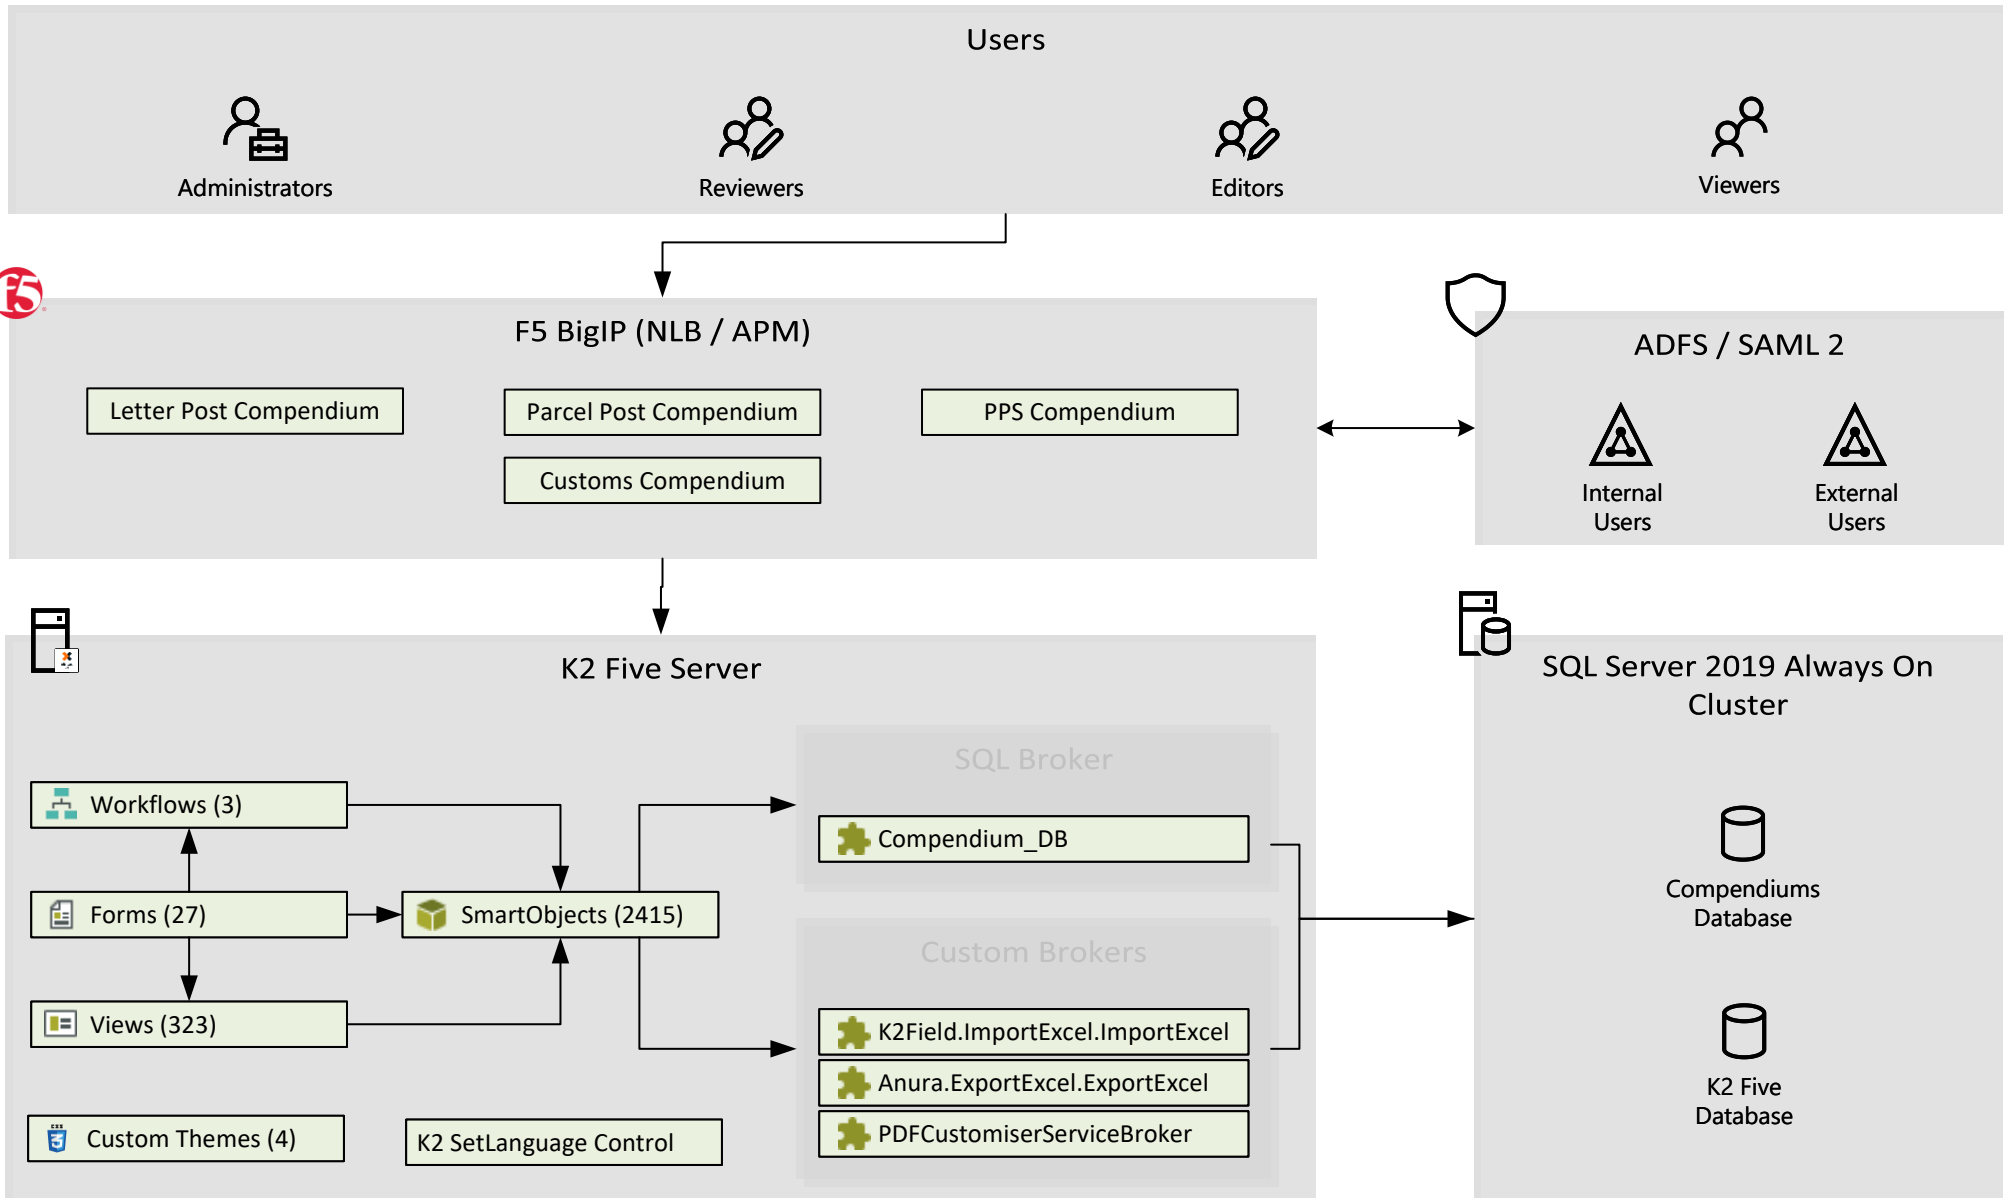 Users
Administrators
Reviewers
Editors
Viewers
f5
F5 BigIP (NLB / APM)
Letter Post Compendium
Parcel Post Compendium
PPS Compendium
Customs Compendium
ADFS / SAML 2
Internal
Users
External
Users
K2 Five Server
Workflows (3)
Forms (27)
Views (323)
SmartObjects (2415)
CSS
3
Custom Themes (4)
K2 SetLanguage Control
SQL Broker
Compendium_DB
Custom Brokers
K2Field.ImportExcel.ImportExcel
Anura.ExportExcel.ExportExcel
PDFCustomiserServiceBroker
SQL Server 2019 Always On
Cluster
Compendiums
Database
K2 Five
Database